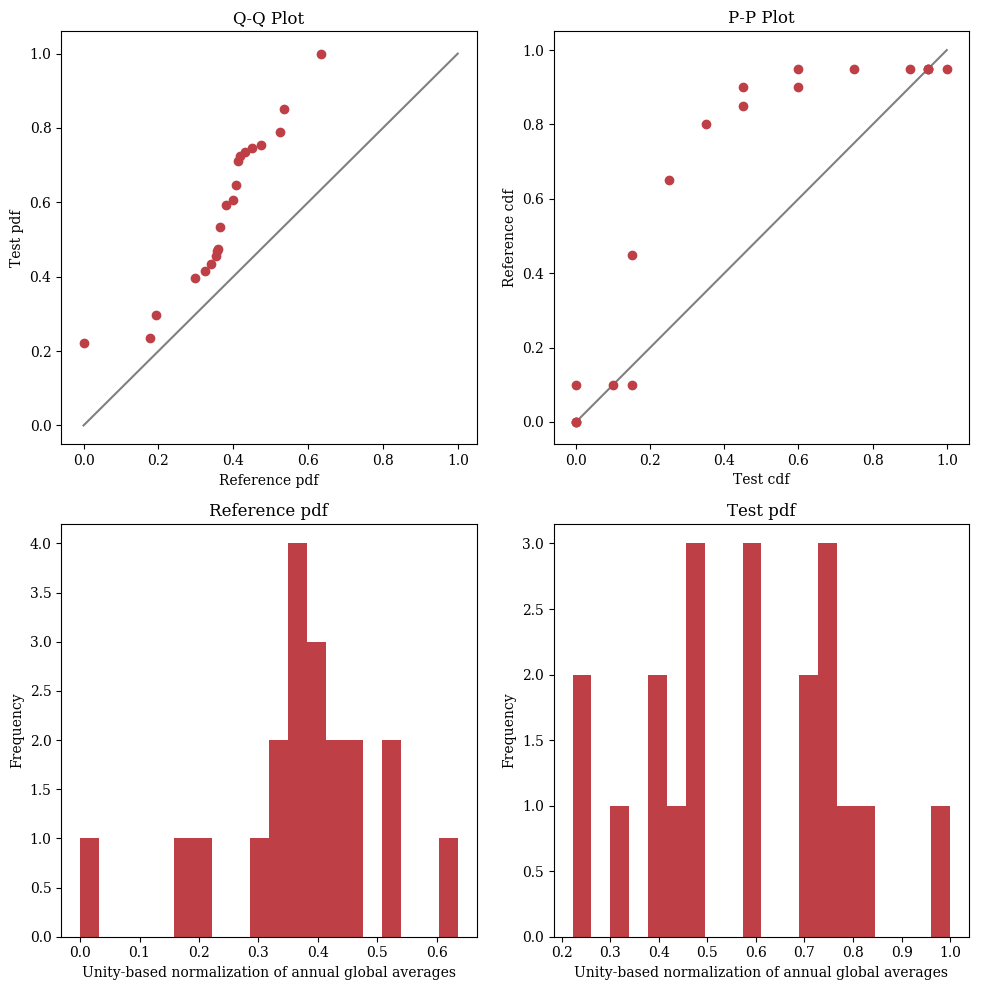 Q-Q Plot
1.0
0.8
0.6
0.4
0.2
0.0
Test pdf
0.0 0.2 0.4 0.6 0.8 1.0
Reference pdf
P-P Plot
1.0
0.8
0.6
0.4
0.2
0.0
Reference cdf
0.0 0.2 0.4 0.6 0.8 1.0
Test cdf
Reference pdf
4.0
3.5
3.0
2.5
2.0
1.5
1.0
0.5
0.0
Frequency
0.0 0.1 0.2 0.3 0.4 0.5 0.6
Unity-based normalization of annual global averages
Test pdf
3.0
2.5
2.0
1.5
1.0
0.5
0.0
Frequency
0.2 0.3 0.4 0.5 0.6 0.7 0.8 0.9 1.0
Unity-based normalization of annual global averages